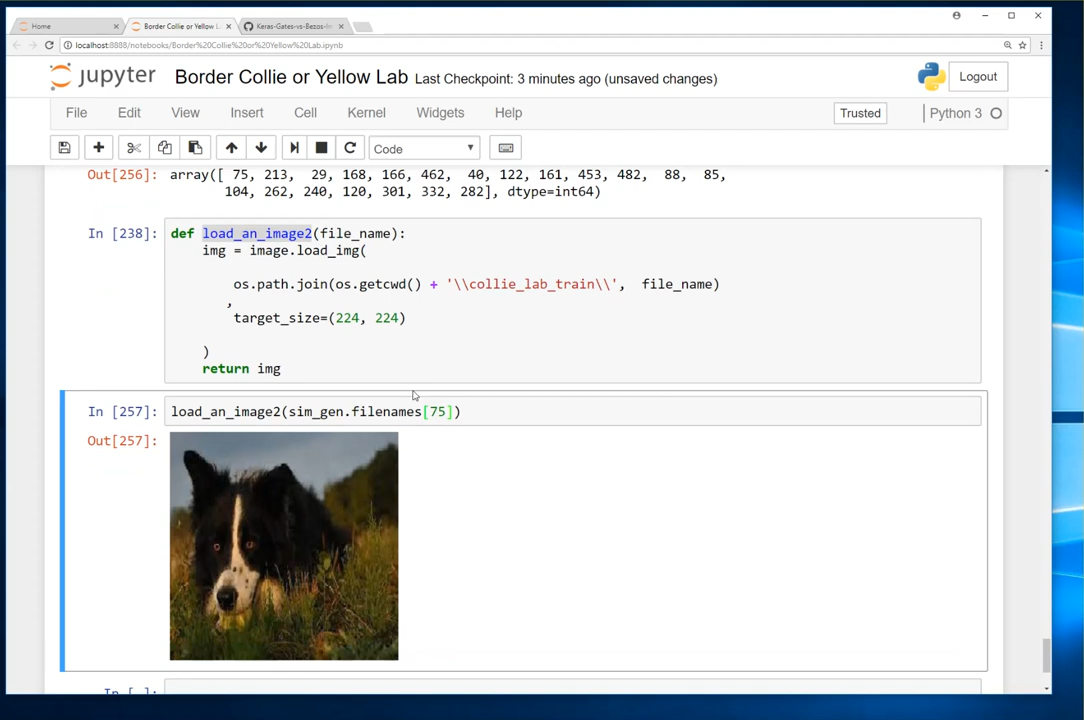 Home
Border Collie or Yellow L
Keras-Gates-vs-Bezos-Im
localhost:8888/notebooks/Border%20Collie%20or%20Yellow%20Lab.ipynb
jupyter Border Collie or Yellow Lab Last Checkpoint: 3 minutes ago (unsaved changes) Logout
File Edit View Insert Cell Kernel Widgets Help Trusted Python 3
Code
Out[256]: array([ 75, 213, 29, 168, 166, 462, 40, 122, 161, 453, 482, 88, 85,
104, 262, 240, 120, 301, 332, 282], dtype=int64)
In [238]: def load_an_image2(file_name):
img = image.load_img(
os.path.join(os.getcwd() + '\\collie_lab_train\\', file_name)
,
target_size=(224, 224)
)
return img
In [257]: load_an_image2(sim_gen.filenames[75])
Out[257]:
In [ ]: